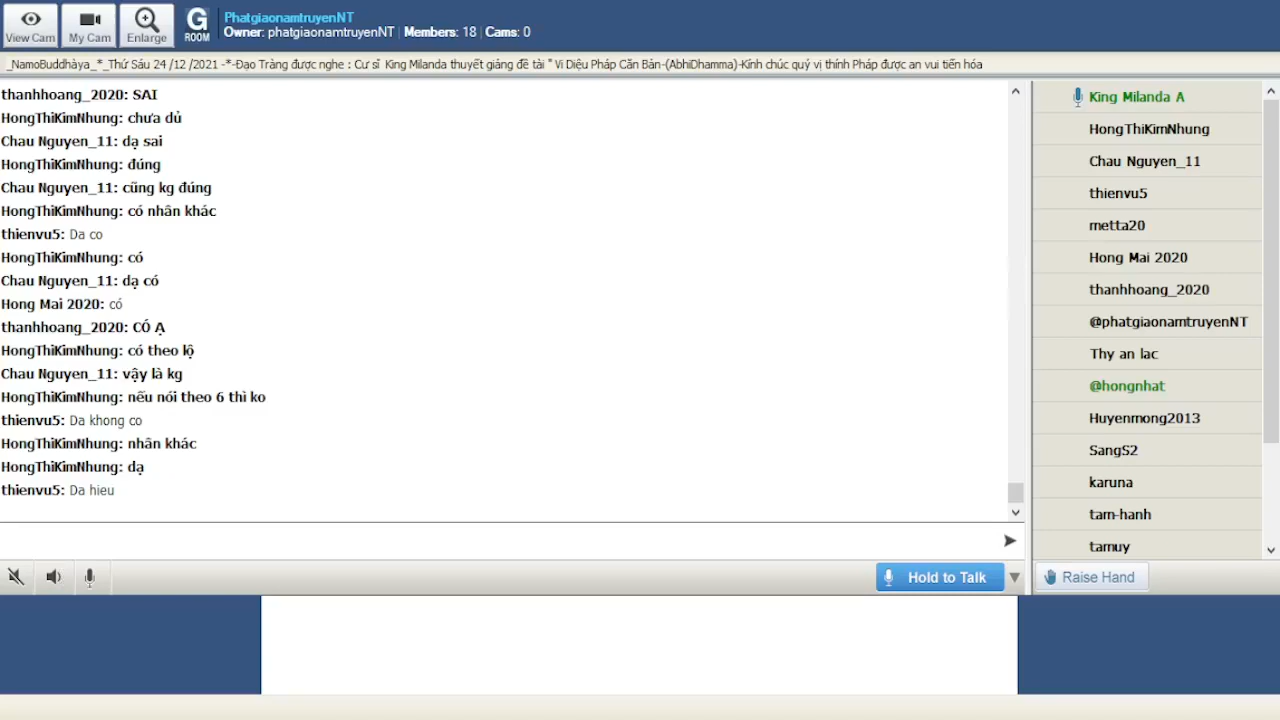 View Cam
My Cam
Enlarge
G
ROOM
PhatgiaonamtruyenNT
Owner: phatgiaonamtruyenNT | Members: 18 | Cams: 0
_NamoBuddhàya_*_Thứ Sáu 24 /12 /2021 -*-Đạo Tràng được nghe : Cư sĩ King Milanda thuyết giảng đề tài " Vi Diệu Pháp Căn Bản-(AbhiDhamma)-Kính chúc quý vị thính Pháp được an vui tiến hóa
thanhhoang_2020: SAI
HongThiKimNhung: chưa dủ
Chau Nguyen_11: dạ sai
HongThiKimNhung: đúng
Chau Nguyen_11: cũng kg đúng
HongThiKimNhung: có nhân khác
thienvu5: Da co
HongThiKimNhung: có
Chau Nguyen_11: dạ có
Hong Mai 2020: có
thanhhoang_2020: CÓ Ạ
HongThiKimNhung: có theo lộ
Chau Nguyen_11: vậy là kg
HongThiKimNhung: nếu nói theo 6 thì ko
thienvu5: Da khong co
HongThiKimNhung: nhân khác
HongThiKimNhung: dạ
thienvu5: Da hieu
King Milanda A
HongThiKimNhung
Chau Nguyen_11
thienvu5
metta20
Hong Mai 2020
thanhhoang_2020
@phatgiaonamtruyenNT
Thy an lac
@hongnhat
Huyenmong2013
SangS2
karuna
tam-hanh
tamuy
Hold to Talk
Raise Hand